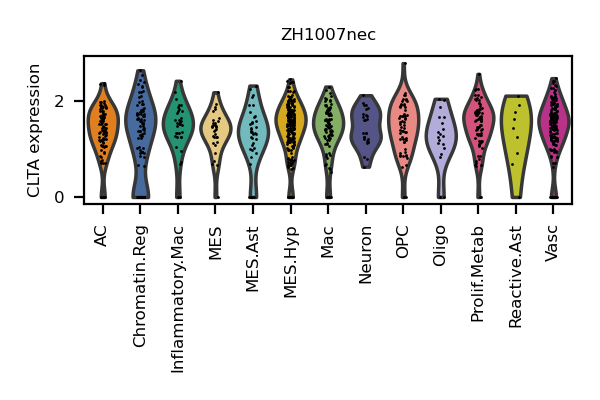 ZH1007nec
CLTA expression
2
0
AC
Chromatin.Reg
Inflammatory.Mac
MES
MES.Ast
MES.Hyp
Mac
Neuron
OPC
Oligo
Prolif.Metab
Reactive.Ast
Vasc